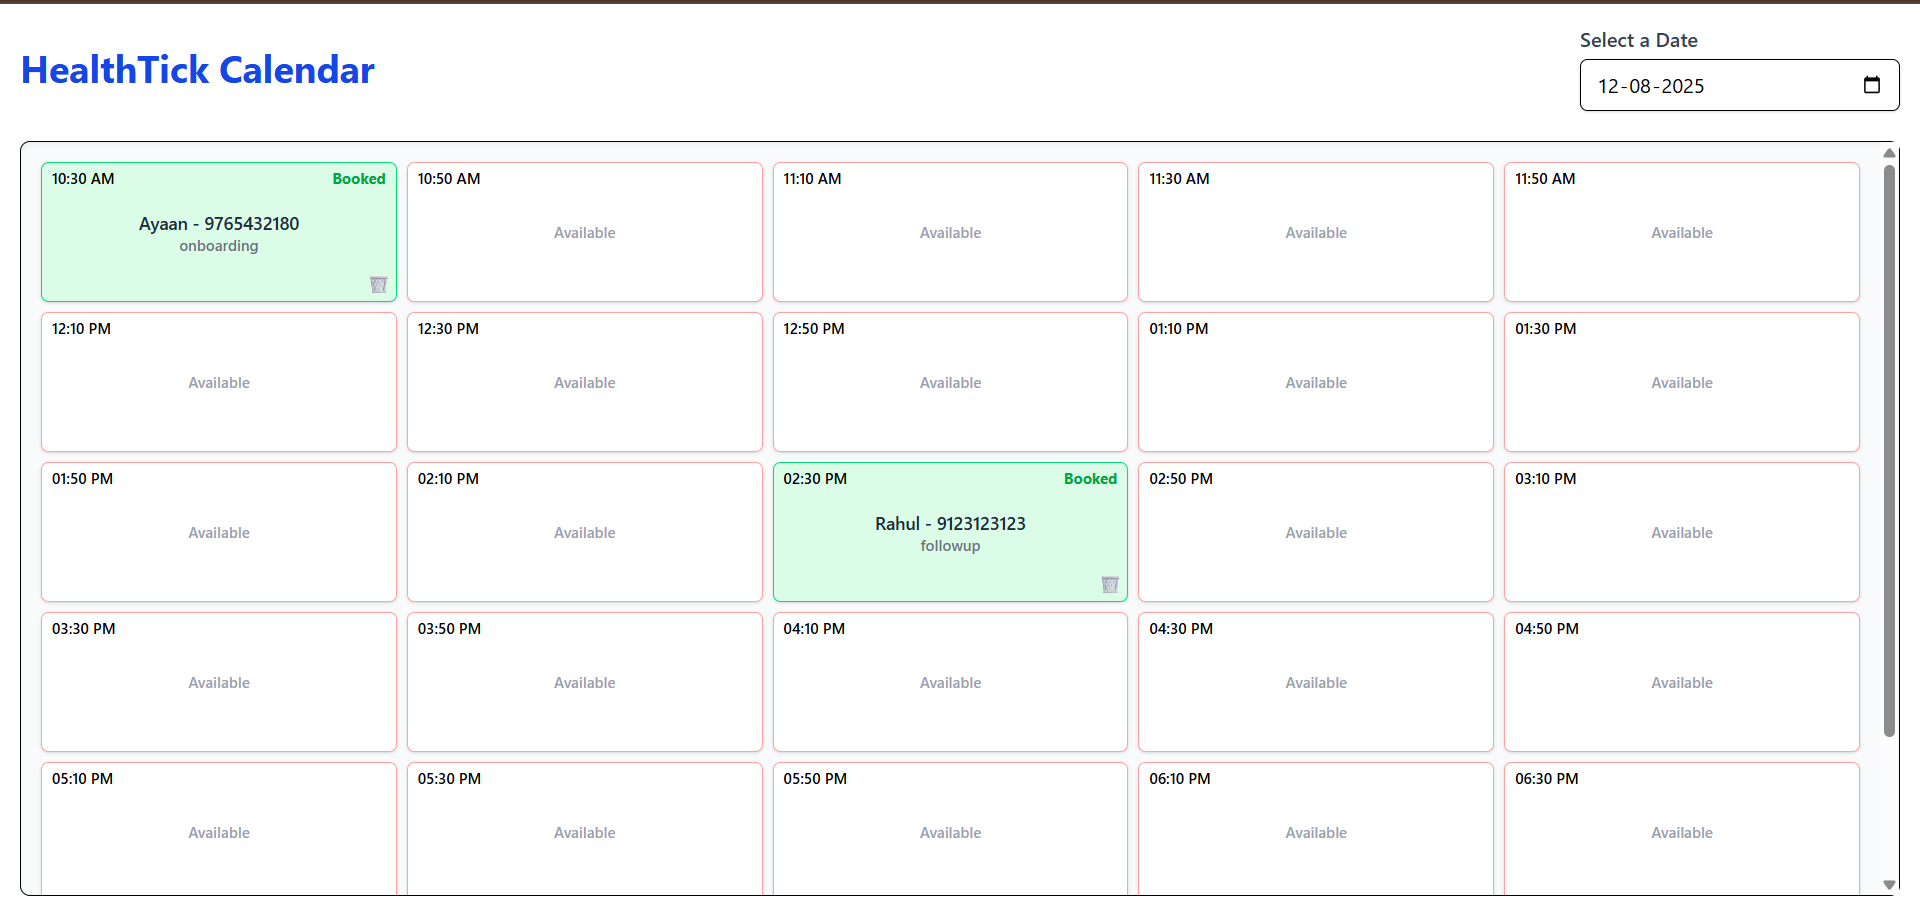 Select a Date
HealthTick Calendar
12-08-2025
10:30 AM Booked
Ayaan - 9765432180
onboarding
10:50 AM
Available
11:10 AM
Available
11:30 AM
Available
11:50 AM
Available
12:10 PM
Available
12:30 PM
Available
12:50 PM
Available
01:10 PM
Available
01:30 PM
Available
01:50 PM
Available
02:10 PM
Available
02:30 PM Booked
Rahul - 9123123123
followup
02:50 PM
Available
03:10 PM
Available
03:30 PM
Available
03:50 PM
Available
04:10 PM
Available
04:30 PM
Available
04:50 PM
Available
05:10 PM
Available
05:30 PM
Available
05:50 PM
Available
06:10 PM
Available
06:30 PM
Available